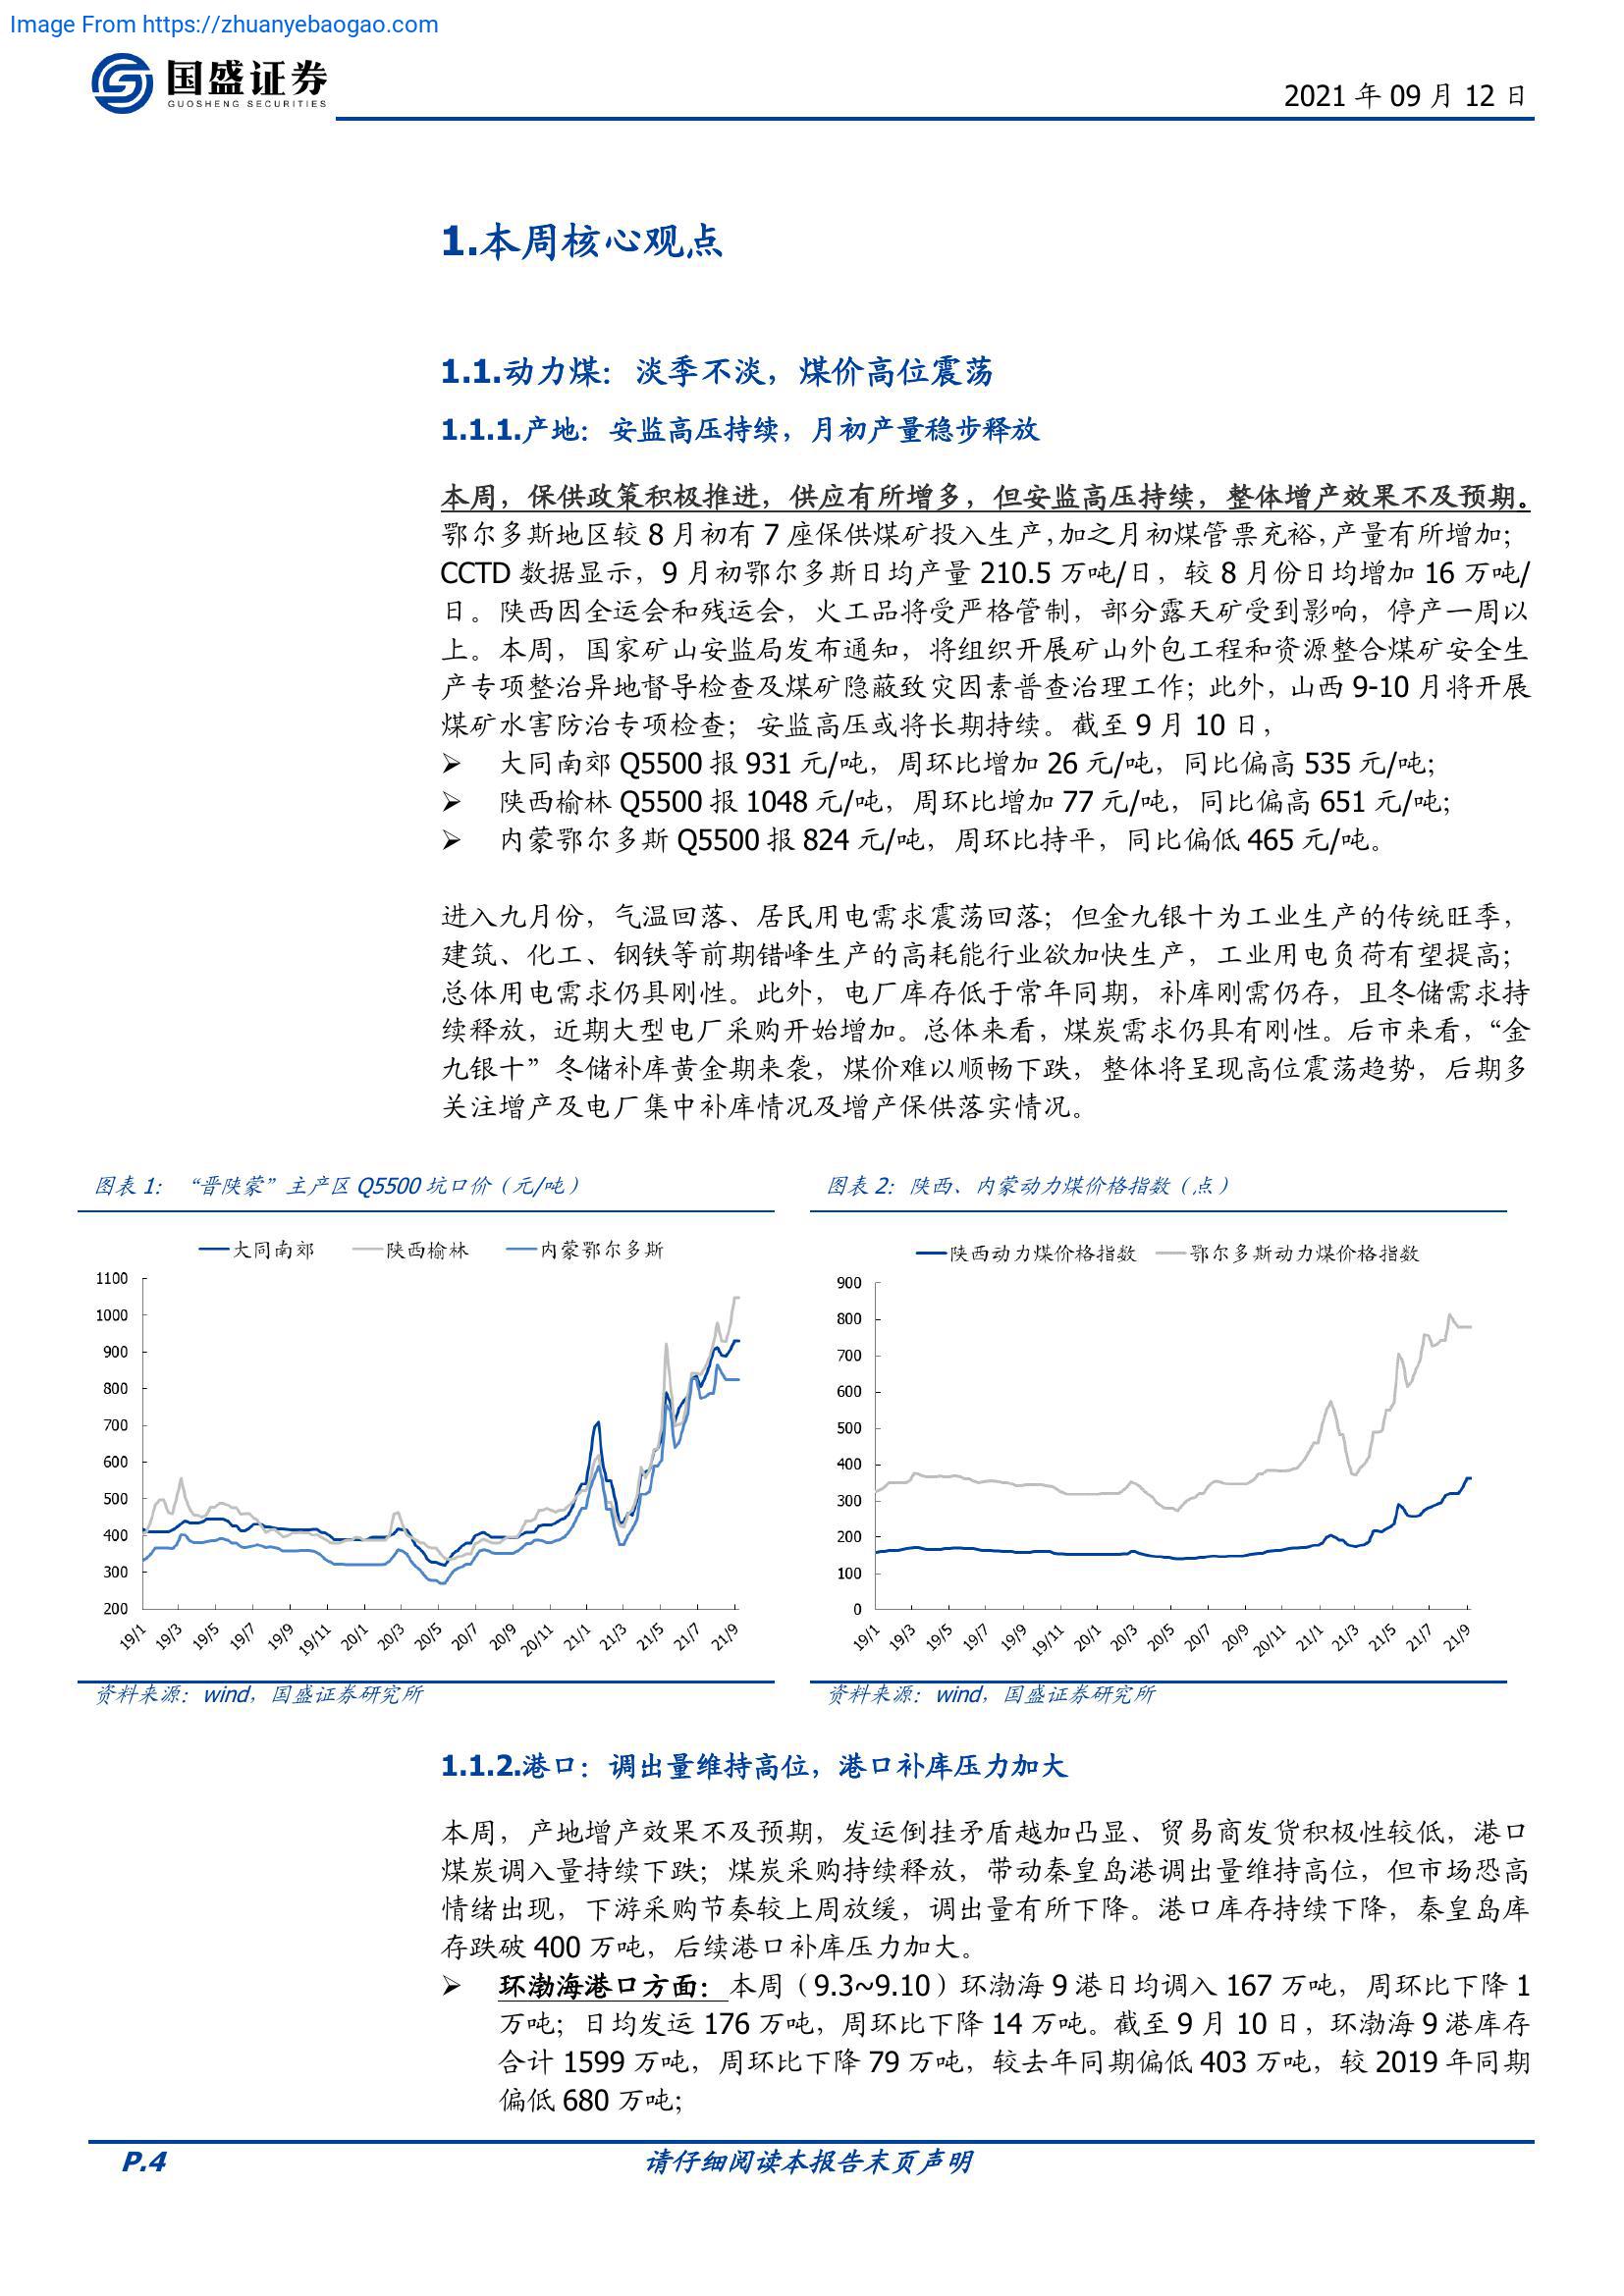 Image From https://zhuanyebaogao.com
国盛证券
GUOSHENG SECURITIES
2021 年 09 月 12 日
1.本周核心观点
1.1.动力煤：淡季不淡，煤价高位震荡
1.1.1.产地：安监高压持续，月初产量稳步释放
本周，保供政策积极推进，供应有所增多，但安监高压持续，整体增产效果不及预期。
鄂尔多斯地区较 8 月初有 7 座保供煤矿投入生产，加之月初煤管票充裕，产量有所增加；
CCTD 数据显示，9 月初鄂尔多斯日均产量 210.5 万吨/日，较 8 月份日均增加 16 万吨/
日。陕西因全运会和残运会，火工品将受严格管制，部分露天矿受到影响，停产一周以
上。本周，国家矿山安监局发布通知，将组织开展矿山外包工程和资源整合煤矿安全生
产专项整治异地督导检查及煤矿隐蔽致灾因素普查治理工作；此外，山西 9-10 月将开展
煤矿水害防治专项检查；安监高压或将长期持续。截至 9 月 10 日，
➢ 大同南郊 Q5500 报 931 元/吨，周环比增加 26 元/吨，同比偏高 535 元/吨；
➢ 陕西榆林 Q5500 报 1048 元/吨，周环比增加 77 元/吨，同比偏高 651 元/吨；
➢ 内蒙鄂尔多斯 Q5500 报 824 元/吨，周环比持平，同比偏低 465 元/吨。
进入九月份，气温回落、居民用电需求震荡回落；但金九银十为工业生产的传统旺季，
建筑、化工、钢铁等前期错峰生产的高耗能行业欲加快生产，工业用电负荷有望提高；
总体用电需求仍具刚性。此外，电厂库存低于常年同期，补库刚需仍存，且冬储需求持
续释放，近期大型电厂采购开始增加。总体来看，煤炭需求仍具有刚性。后市来看，“金
九银十”冬储补库黄金期来袭，煤价难以顺畅下跌，整体将呈现高位震荡趋势，后期多
关注增产及电厂集中补库情况及增产保供落实情况。
图表 1：“晋陕蒙”主产区 Q5500 坑口价（元/吨）
大同南郊 陕西榆林 内蒙鄂尔多斯
1100
1000
900
800
700
600
500
400
300
200
19/1 19/3 19/5 19/7 19/9 19/11 20/1 20/3 20/5 20/7 20/9 20/11 21/1 21/3 21/5 21/7 21/9
资料来源：wind，国盛证券研究所
图表 2：陕西、内蒙动力煤价格指数（点）
陕西动力煤价格指数 鄂尔多斯动力煤价格指数
900
800
700
600
500
400
300
200
100
0
19/1 19/3 19/5 19/7 19/9 19/11 20/1 20/3 20/5 20/7 20/9 20/11 21/1 21/3 21/5 21/7 21/9
资料来源：wind，国盛证券研究所
1.1.2.港口：调出量维持高位，港口补库压力加大
本周，产地增产效果不及预期，发运倒挂矛盾越加凸显、贸易商发货积极性较低，港口
煤炭调入量持续下跌；煤炭采购持续释放，带动秦皇岛港调出量维持高位，但市场恐高
情绪出现，下游采购节奏较上周放缓，调出量有所下降。港口库存持续下降，秦皇岛库
存跌破 400 万吨，后续港口补库压力加大。
➢ 环渤海港口方面：本周（9.3~9.10）环渤海 9 港日均调入 167 万吨，周环比下降 1
万吨；日均发运 176 万吨，周环比下降 14 万吨。截至 9 月 10 日，环渤海 9 港库存
合计 1599 万吨，周环比下降 79 万吨，较去年同期偏低 403 万吨，较 2019 年同期
偏低 680 万吨；
P.4
请仔细阅读本报告末页声明